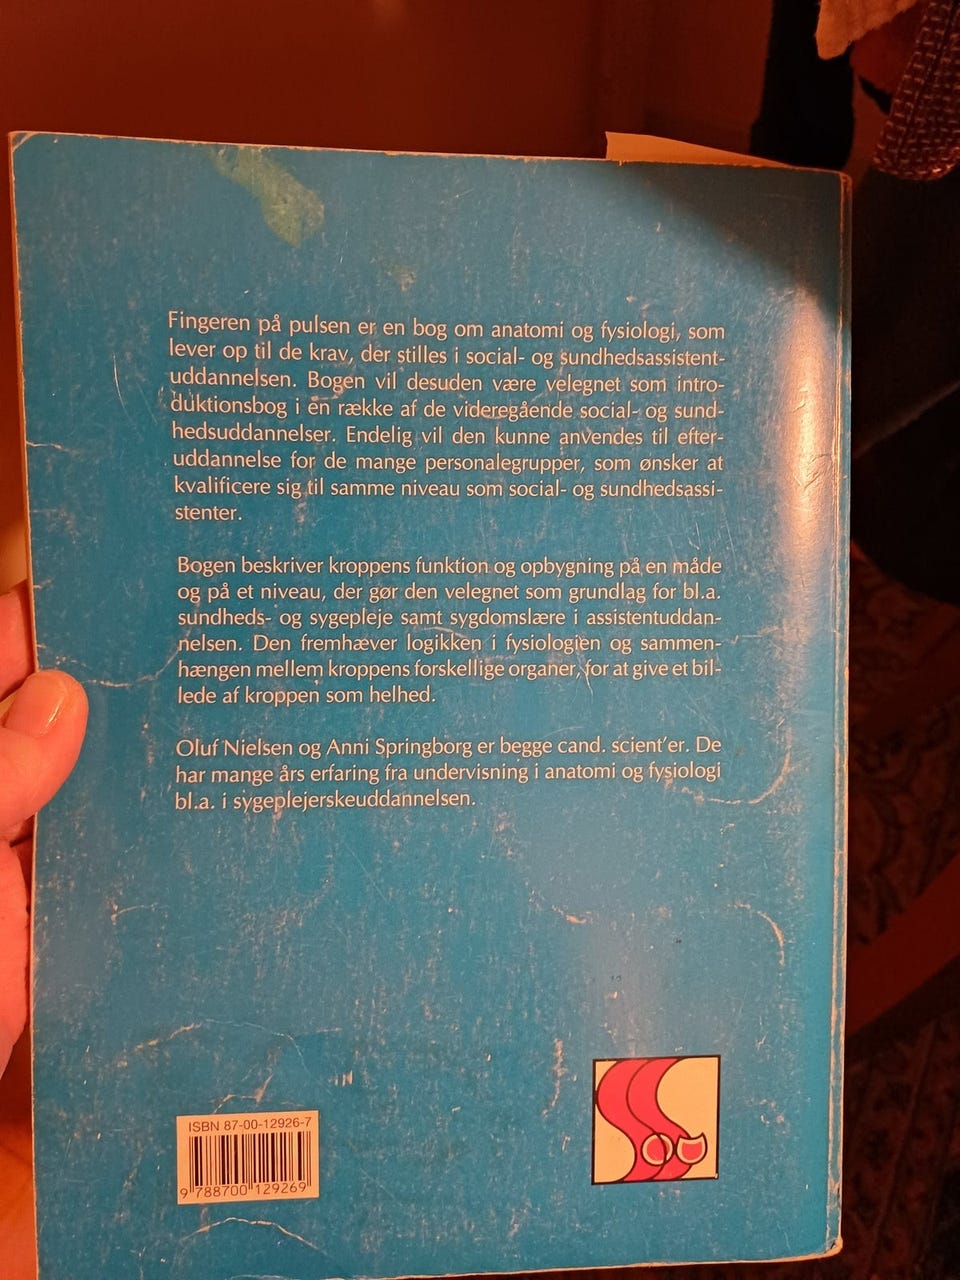 Fingeren på pulsen er en bog om anatomi og fysiologi, som
lever op til de krav, der stilles i social- og sundhedsassistent-
uddannelsen. Bogen vil desuden være velegnet som intro-
duktionsbog i en række af de videregående social- og sund-
hedsuddannelser. Endelig vil den kunne anvendes til efter-
uddannelse for de mange personalegrupper, som ønsker at
kvalificere sig til samme niveau som social- og sundhedsassi-
stenter.
Bogen beskriver kroppens funktion og opbygning på en måde
og på et niveau, der gør den velegnet som grundlag for bl.a.
sundheds- og sygepleje samt sygdomslære i assistentuddan-
nelsen. Den fremhæver logikken i fysiologien og sammen-
hængen mellem kroppens forskellige organer, for at give et bil-
lede af kroppen som helhed.
Oluf Nielsen og Anni Springborg er begge cand. scient'er. De
har mange års erfaring fra undervisning i anatomi og fysiologi
bl.a. i sygeplejerskeuddannelsen.
ISBN 87-00-12926-7
9 788700 129269